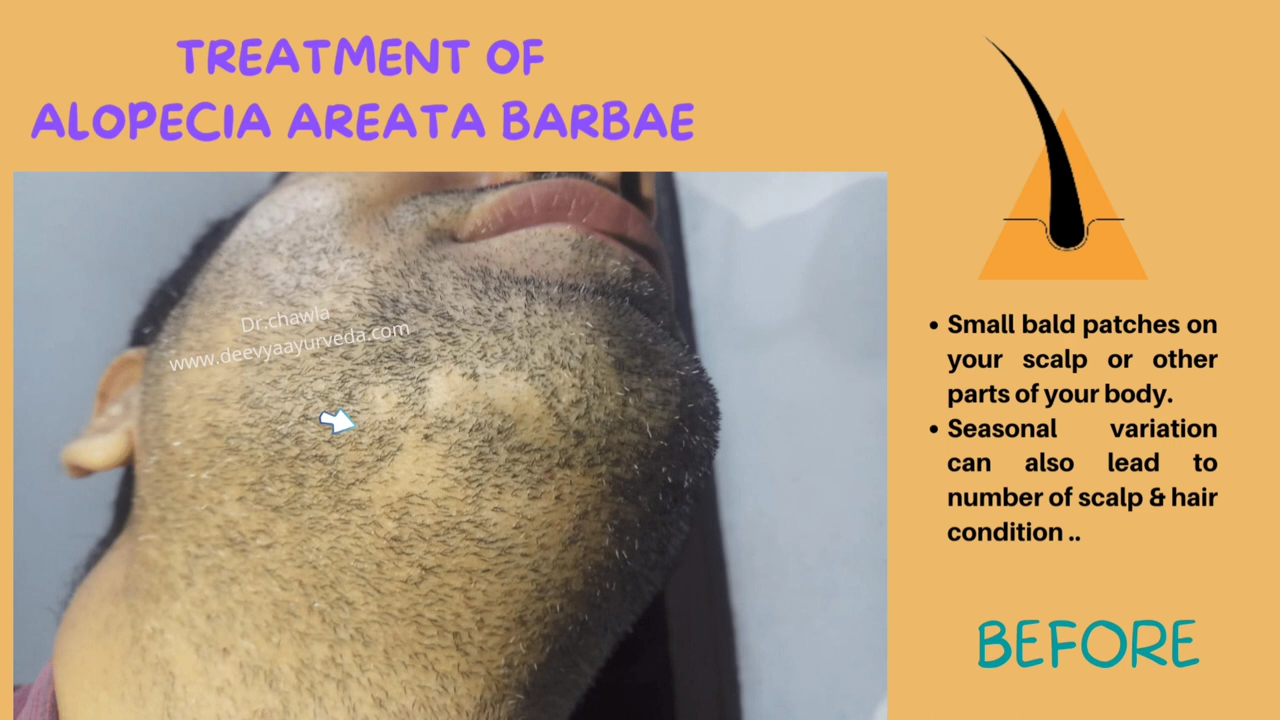 TREATMENT OF
ALOPECIA AREATA BARBAE
Dr.chawla
www.deevyaayurveda.com
• Small bald patches on
your scalp or other
parts of your body.
• Seasonal variation
can also lead to
number of scalp & hair
condition ..
BEFORE